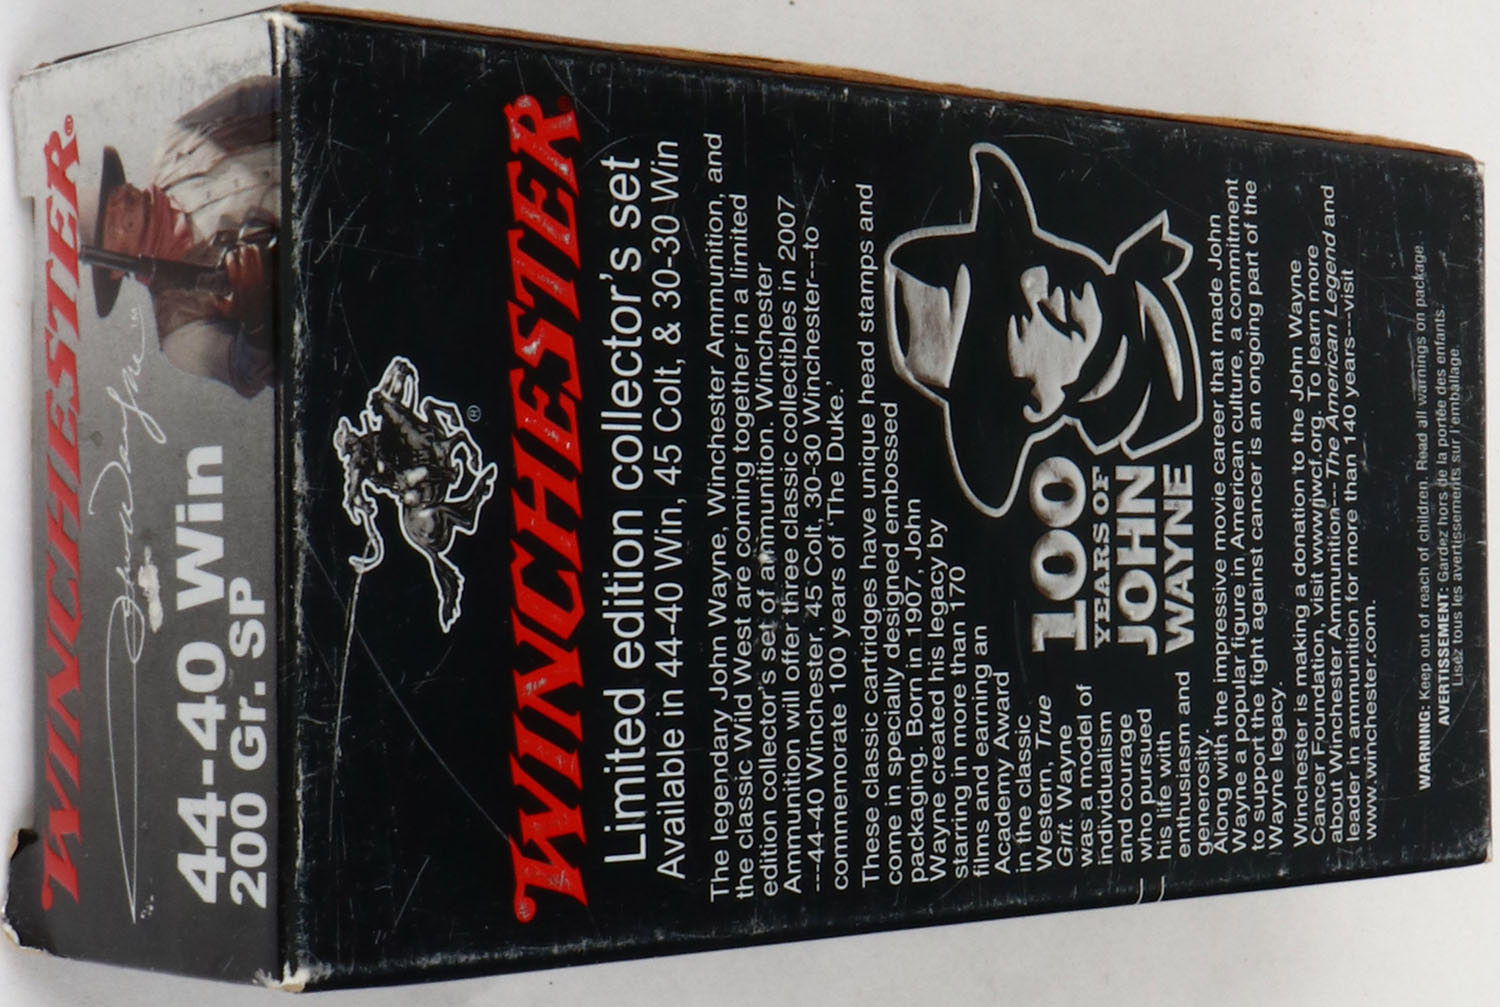 WINCHESTER®
John Wayne™
44-40 Win
200 Gr. SP
®
WINCHESTER®
Limited edition collector's set
Available in 44-40 Win, 45 Colt, & 30-30 Win
The legendary John Wayne, Winchester Ammunition, and
the classic Wild West are coming together in a limited
edition collector's set of ammunition. Winchester
Ammunition will offer three classic collectibles in 2007
---44-40 Winchester, 45 Colt, 30-30 Winchester---to
commemorate 100 years of 'The Duke.'
These classic cartridges have unique head stamps and
come in specially designed embossed
packaging. Born in 1907, John
Wayne created his legacy by
starring in more than 170
films and earning an
Academy Award
in the classic
Western, True
Grit. Wayne
was a model of
individualism
and courage
who pursued
his life with
enthusiasm and
generosity.
100
YEARS OF
JOHN
WAYNE
Along with the impressive movie career that made John
Wayne a popular figure in American culture, a commitment
to support the fight against cancer is an ongoing part of the
Wayne legacy.
Winchester is making a donation to the John Wayne
Cancer Foundation, visit www.jwcf.org. To learn more
about Winchester Ammunition--- The American Legend and
leader in ammunition for more than 140 years---visit
www.winchester.com.
WARNING: Keep out of reach of children. Read all warnings on package.
AVERTISSEMENT: Gardez hors de la portée des enfants.
Lisez tous les avertissements sur l'emballage.